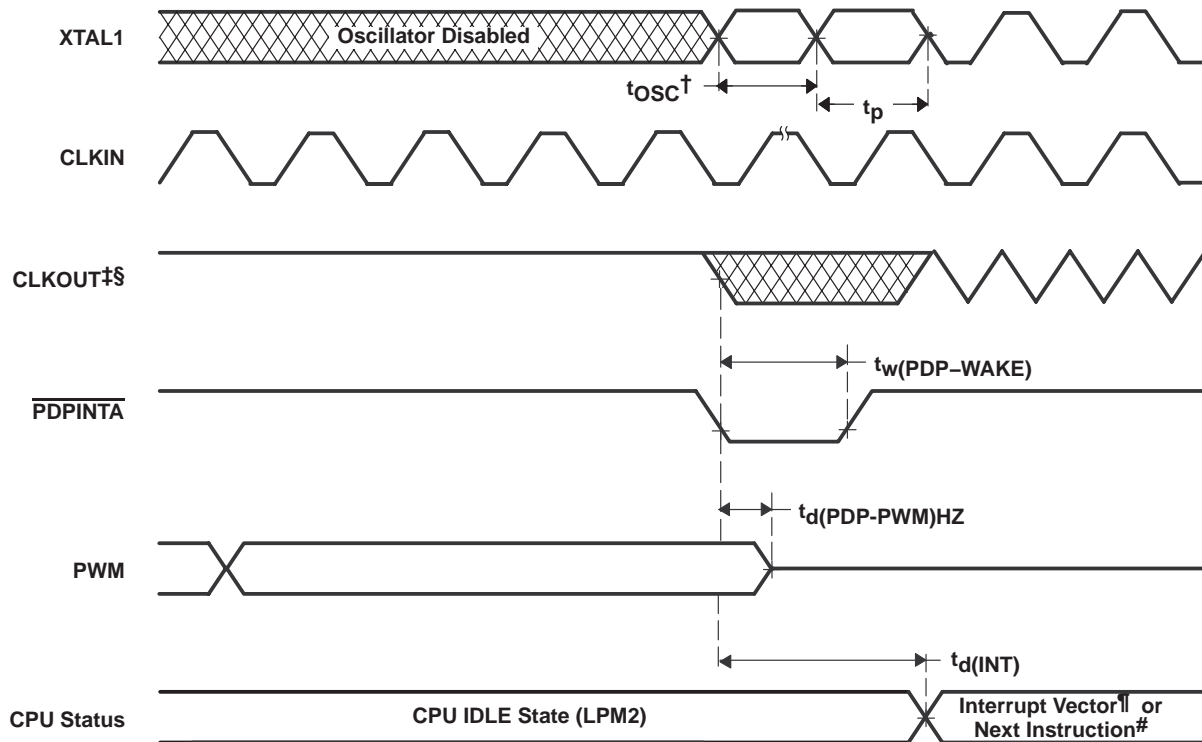 XTAL1
Oscillator Disabled
tOSC†
tp
CLKIN
CLKOUT‡§
tw(PDP–WAKE)
PDPINTA
td(PDP-PWM)HZ
PWM
td(INT)
CPU Status
CPU IDLE State (LPM2)
Interrupt Vector¶ or
Next Instruction#